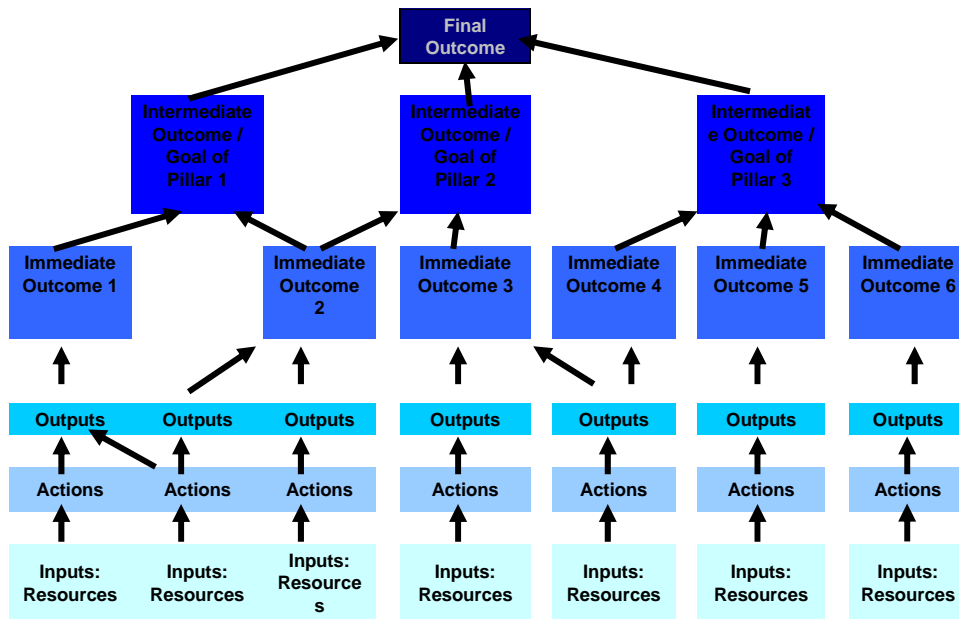 Final
Outcome
Intermediate
Outcome /
Goal of
Pillar 1
Intermediate
Outcome /
Goal of
Pillar 2
Intermediat
e Outcome /
Goal of
Pillar 3
Immediate
Outcome 1
Immediate
Outcome
2
Immediate
Outcome 3
Immediate
Outcome 4
Immediate
Outcome 5
Immediate
Outcome 6
Outputs
Outputs
Outputs
Outputs
Outputs
Outputs
Outputs
Actions
Actions
Actions
Actions
Actions
Actions
Actions
Inputs:
Resources
Inputs:
Resources
Inputs:
Resource
s
Inputs:
Resources
Inputs:
Resources
Inputs:
Resources
Inputs:
Resources